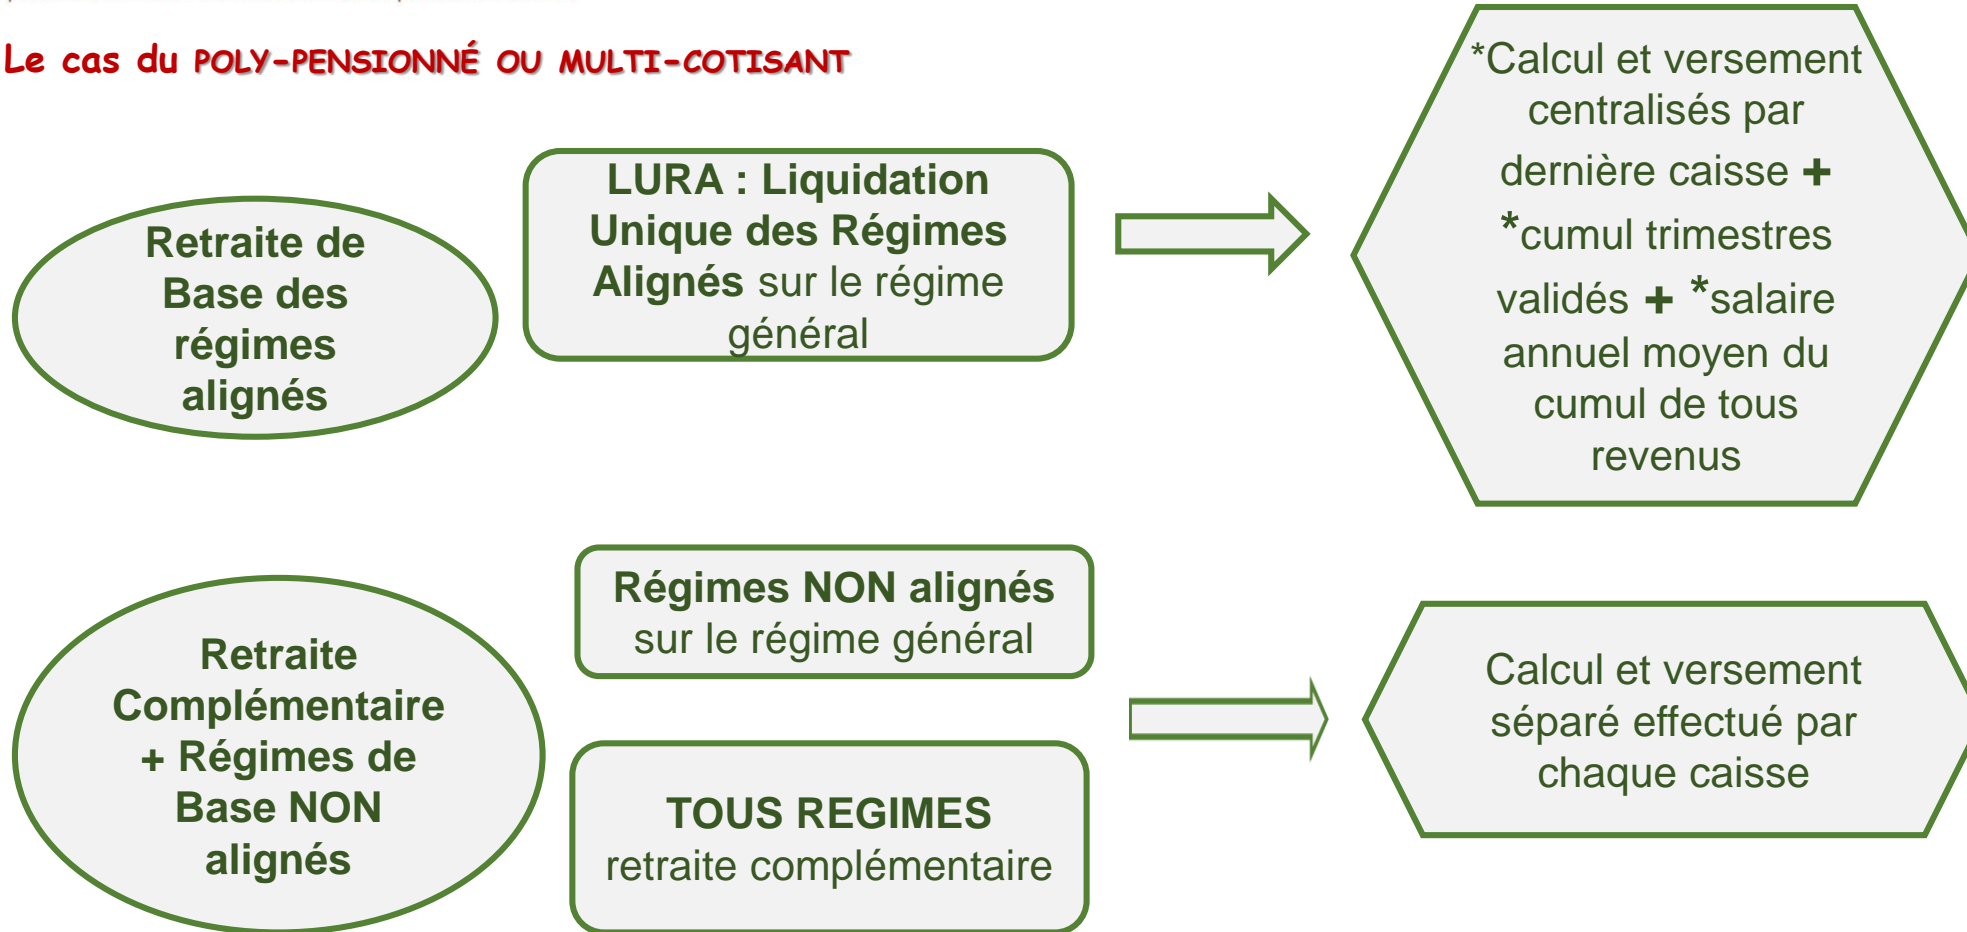 Le cas du POLY-PENSIONNÉ OU MULTI-COTISANT
Retraite de
Base des
régimes
alignés
LURA : Liquidation
Unique des Régimes
Alignés sur le régime
général
*Calcul et versement
centralisés par
dernière caisse +
*cumul trimestres
validés + *salaire
annuel moyen du
cumul de tous
revenus
Retraite
Complémentaire
+ Régimes de
Base NON
alignés
Régimes NON alignés
sur le régime général
TOUS REGIMES
retraite complémentaire
Calcul et versement
séparé effectué par
chaque caisse